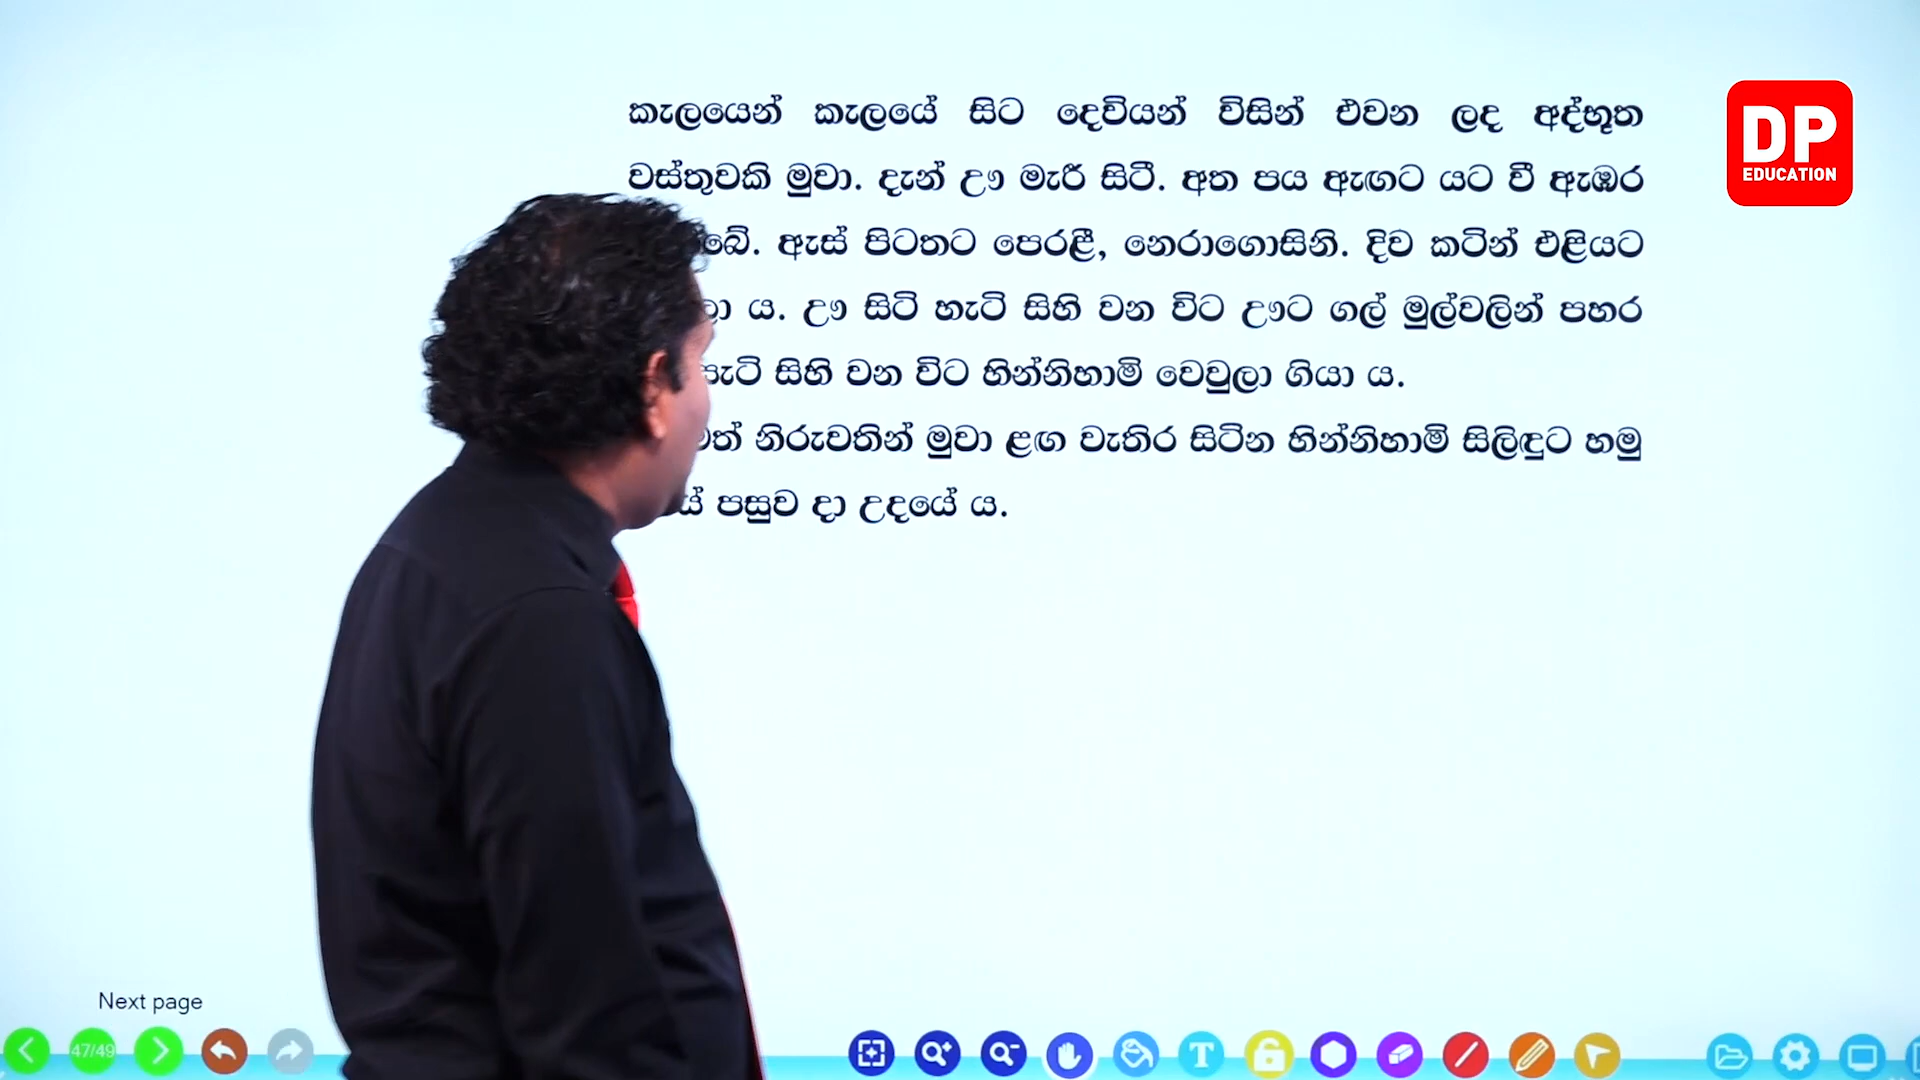 කැලයෙන් කැලයේ සිට දෙවියන් විසින් එවන ලද අද්භූත
වස්තුවකි මුවා. දැන් ඌ මැරී සිටී. අත පය ඇඟට යට වී ඇඹර
ඇස් පිටතට පෙරළී, නෙරාගොසිනි. දිව කටින් එළියට
ය. ඌ සිටි හැටි සිහි වන විට ඌට ගල් මුල්වලින් පහර
සිහි වන විට හින්නිහාමි වෙවුලා ගියා ය.
නිරුවතින් මුවා ළඟ වැතිර සිටින හින්නිහාමි සිලිඳුට හමු
පසුව දා උදයේ ය.
DP
EDUCATION
Next page
47/49
T